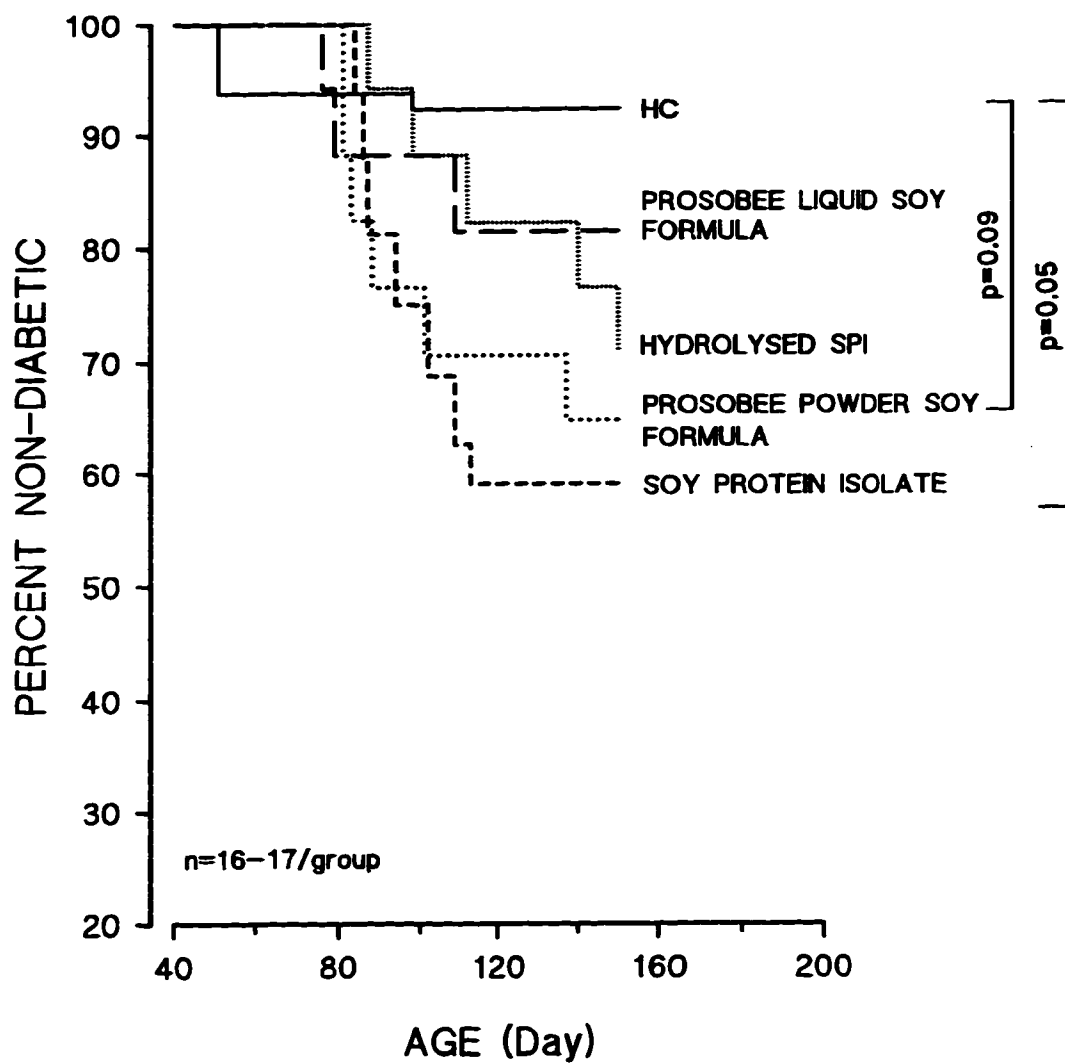 100
90
80
70
60
50
40
30
20
PERCENT NON-DIABETIC
HC
PROSOBEE LIQUID SOY
FORMULA
HYDROLYSED SPI
PROSOBEE POWDER SOY
FORMULA
SOY PROTEIN ISOLATE
p=0.09
p=0.05
n=16-17/group
40
80
120
160
200
AGE (Day)